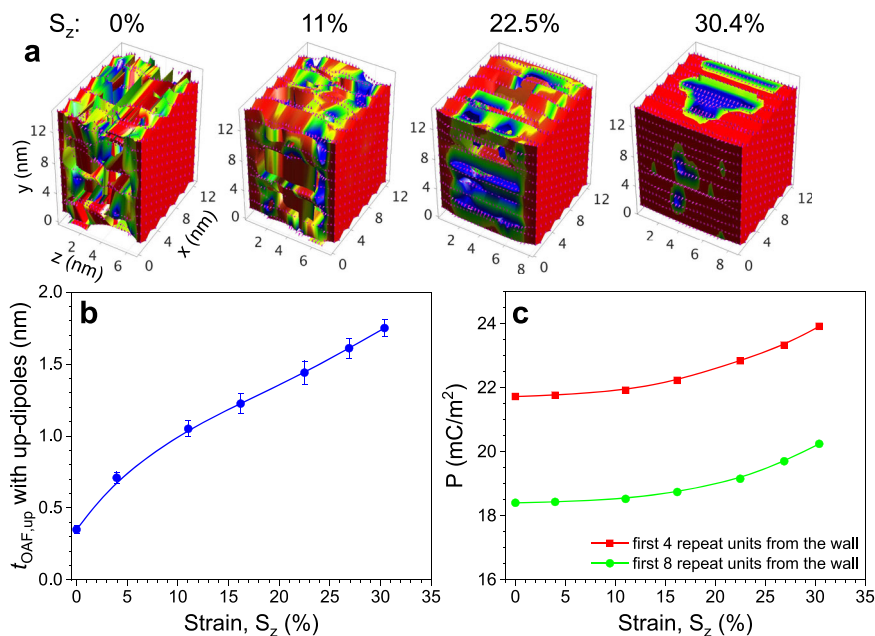 S_z: 0% 11% 22.5% 30.4%
a
y (nm)
12
8
4
0
2 4 6
z (nm)
0
4
8
12
x (nm)
12
8
4
0
2 4 6
0
4
8
12
12
8
4
0
2 4 6 8
0
4
8
12
12
8
4
0
2 4 6 8
0
4
8
12
b
t_OAF,up with up-dipoles (nm)
2.0
1.5
1.0
0.5
0.0
0 5 10 15 20 25 30 35
Strain, S_z (%)
c
P (mC/m²)
24
22
20
18
16
first 4 repeat units from the wall
first 8 repeat units from the wall
0 5 10 15 20 25 30 35
Strain, S_z (%)